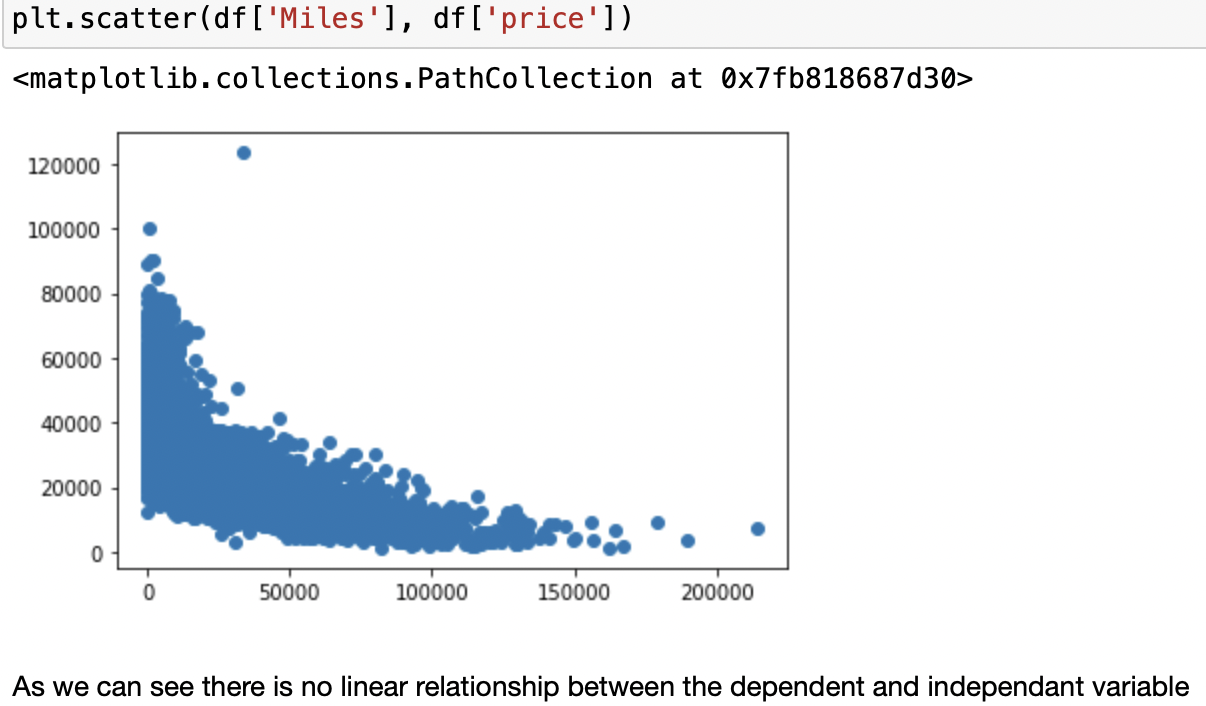 plt.scatter(df['Miles'], df['price'])
<matplotlib.collections.PathCollection at 0x7fb818687d30>
120000
100000
80000
60000
40000
20000
0
0 50000 100000 150000 200000
As we can see there is no linear relationship between the dependent and independant variable